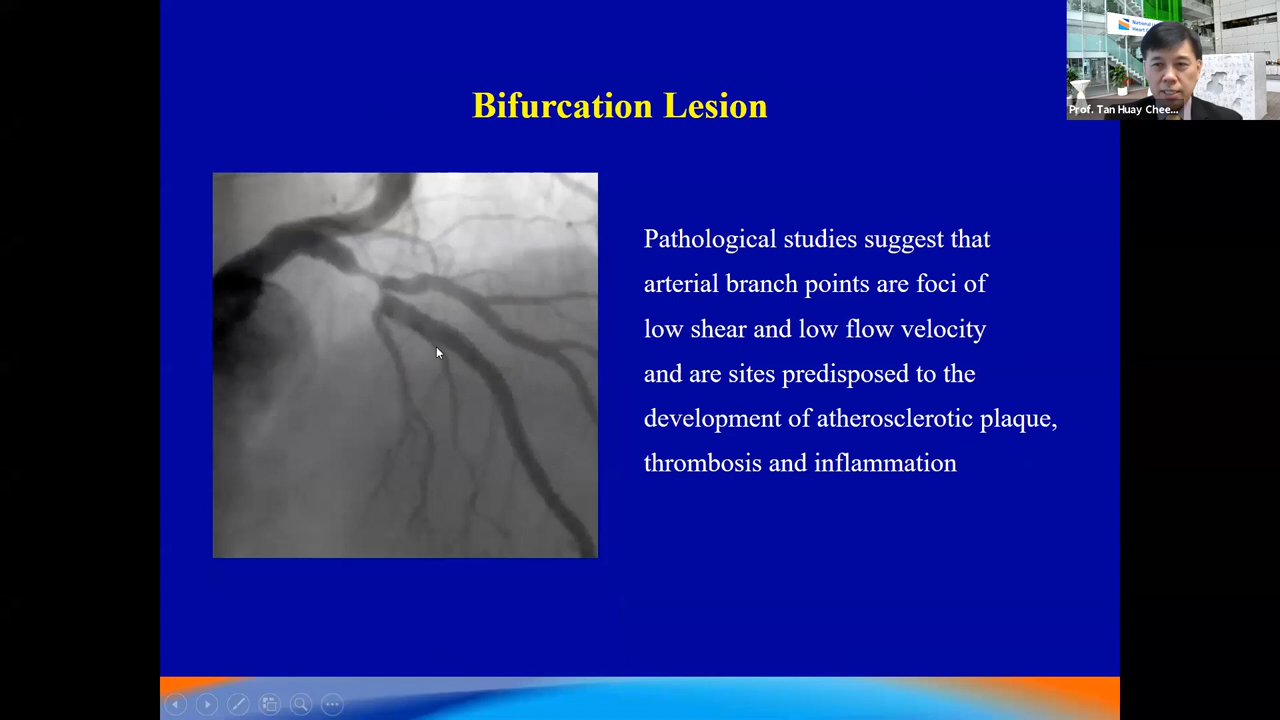 Bifurcation Lesion
Pathological studies suggest that
arterial branch points are foci of
low shear and low flow velocity
and are sites predisposed to the
development of atherosclerotic plaque,
thrombosis and inflammation
Prof. Tan Huay Chee...